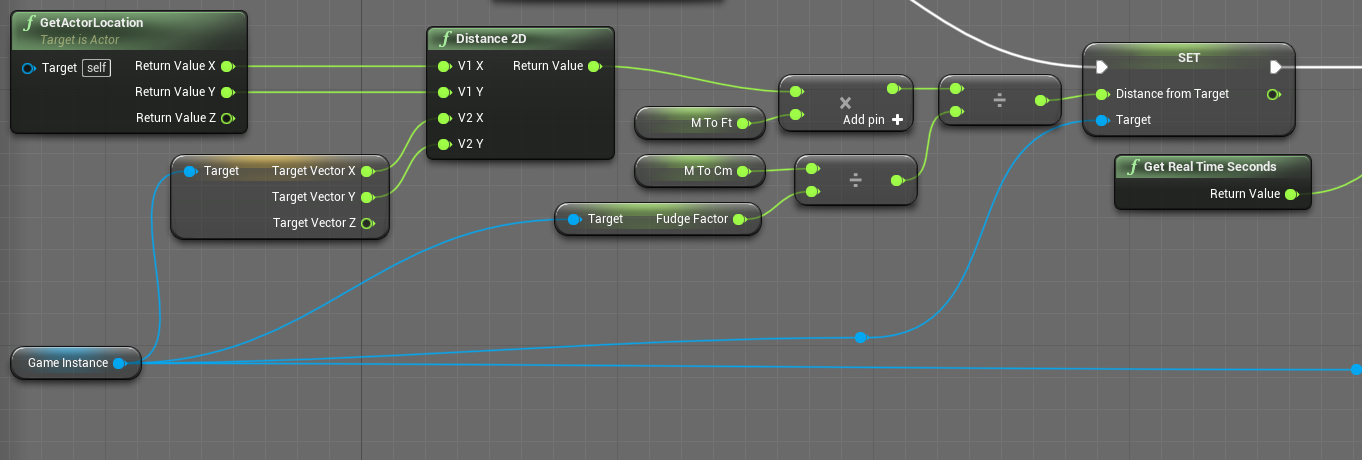 GetActorLocation
Target is Actor
Target self
Return Value X
Return Value Y
Return Value Z
Distance 2D
V1 X
Return Value
V1 Y
V2 X
V2 Y
Target
Target Vector X
Target Vector Y
Target Vector Z
M To Ft
Add pin
M To Cm
Target
Fudge Factor
SET
Distance from Target
Target
Get Real Time Seconds
Return Value
Game Instance